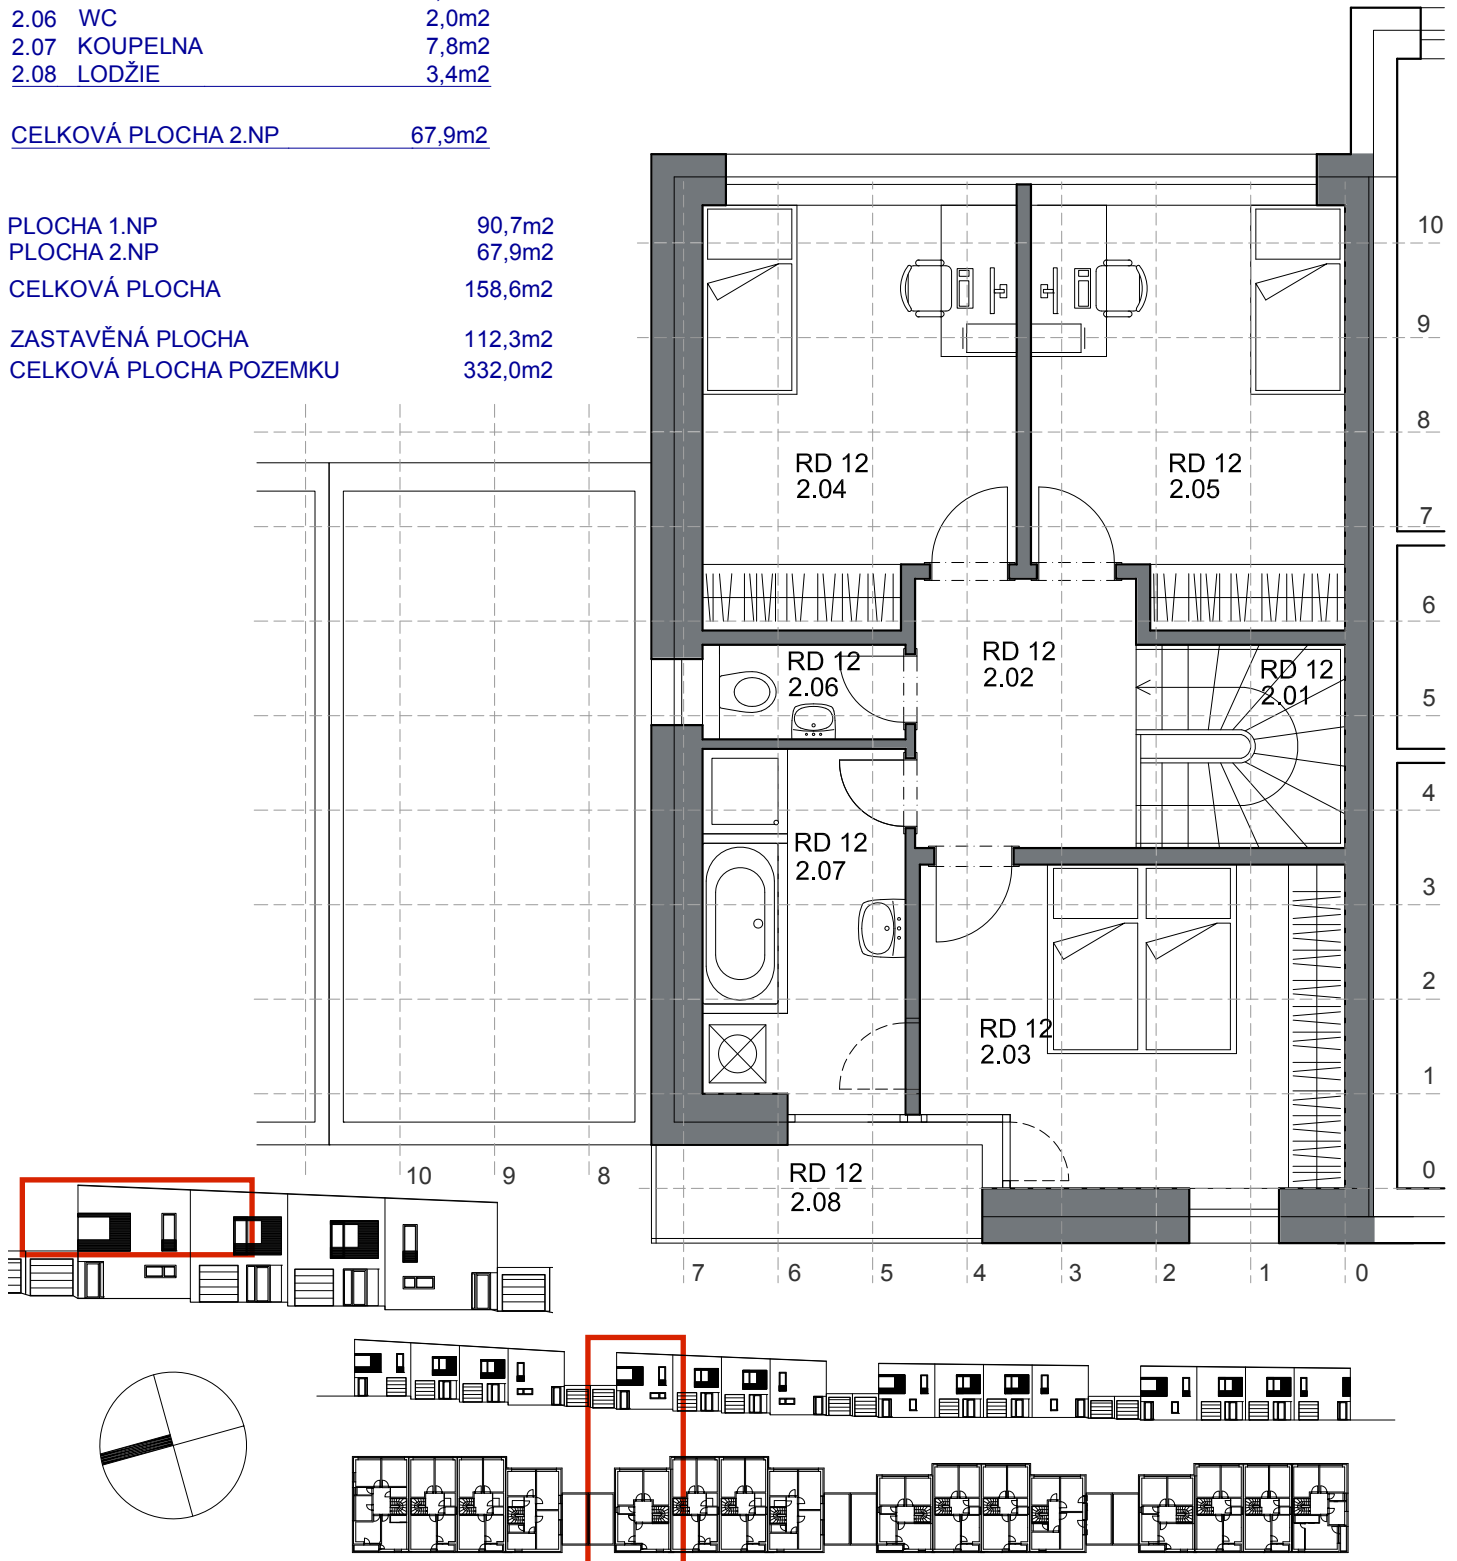 2.06 WC 2,0m2
2.07 KOUPELNA 7,8m2
2.08 LODŽIE 3,4m2
CELKOVÁ PLOCHA 2.NP 67,9m2
PLOCHA 1.NP 90,7m2
PLOCHA 2.NP 67,9m2
CELKOVÁ PLOCHA 158,6m2
ZASTAVĚNÁ PLOCHA 112,3m2
CELKOVÁ PLOCHA POZEMKU 332,0m2
10
9
8
RD 12
2.04
RD 12
2.05
7
6
RD 12
2.06
RD 12
2.02
RD 12
2.01
5
4
RD 12
2.07
3
2
RD 12
2.03
1
0
10 9 8
RD 12
2.08
7 6 5 4 3 2 1 0